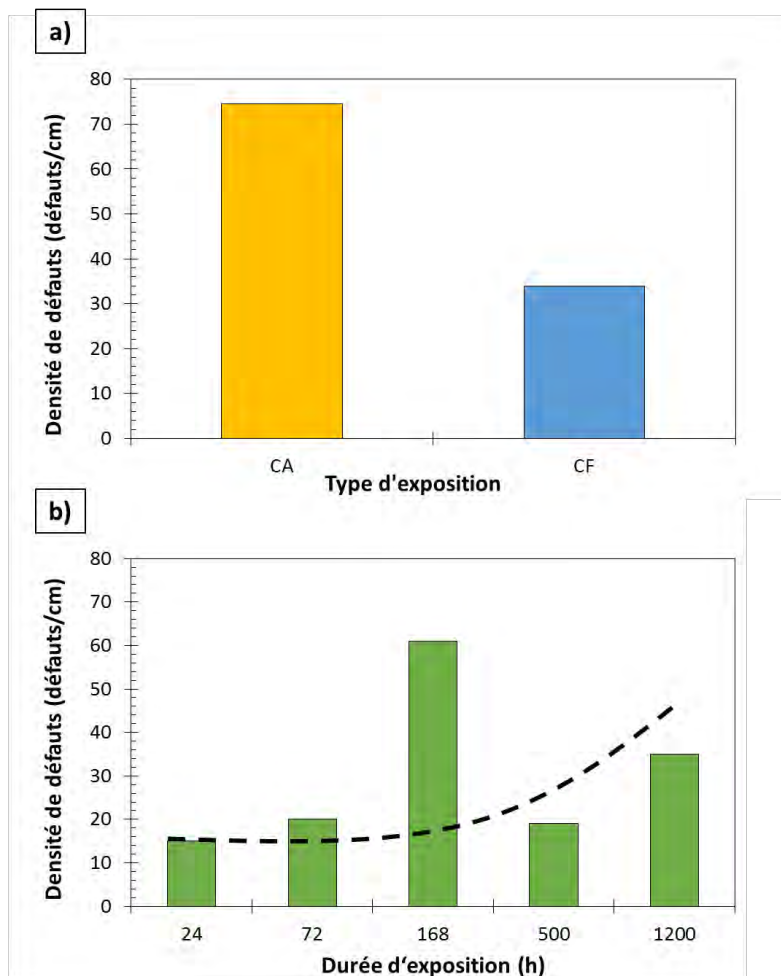 a)
Densité de défauts (défauts/cm)
80
70
60
50
40
30
20
10
0
CA
CF
Type d'exposition
b)
Densité de défauts (défauts/cm)
80
70
60
50
40
30
20
10
0
24
72
168
500
1200
Durée d‘exposition (h)